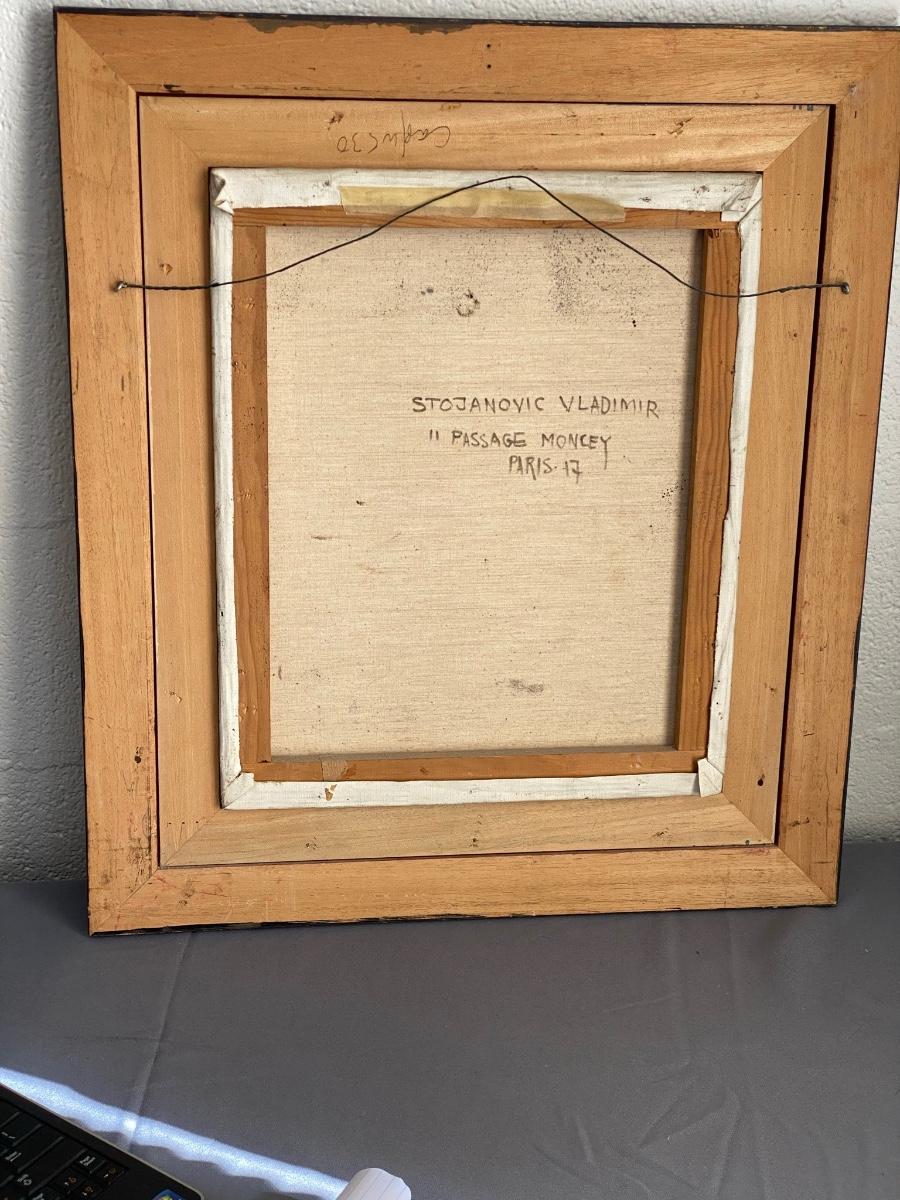 STOJANOVIC VLADIMIR
11 PASSAGE MONCEY
PARIS. 17